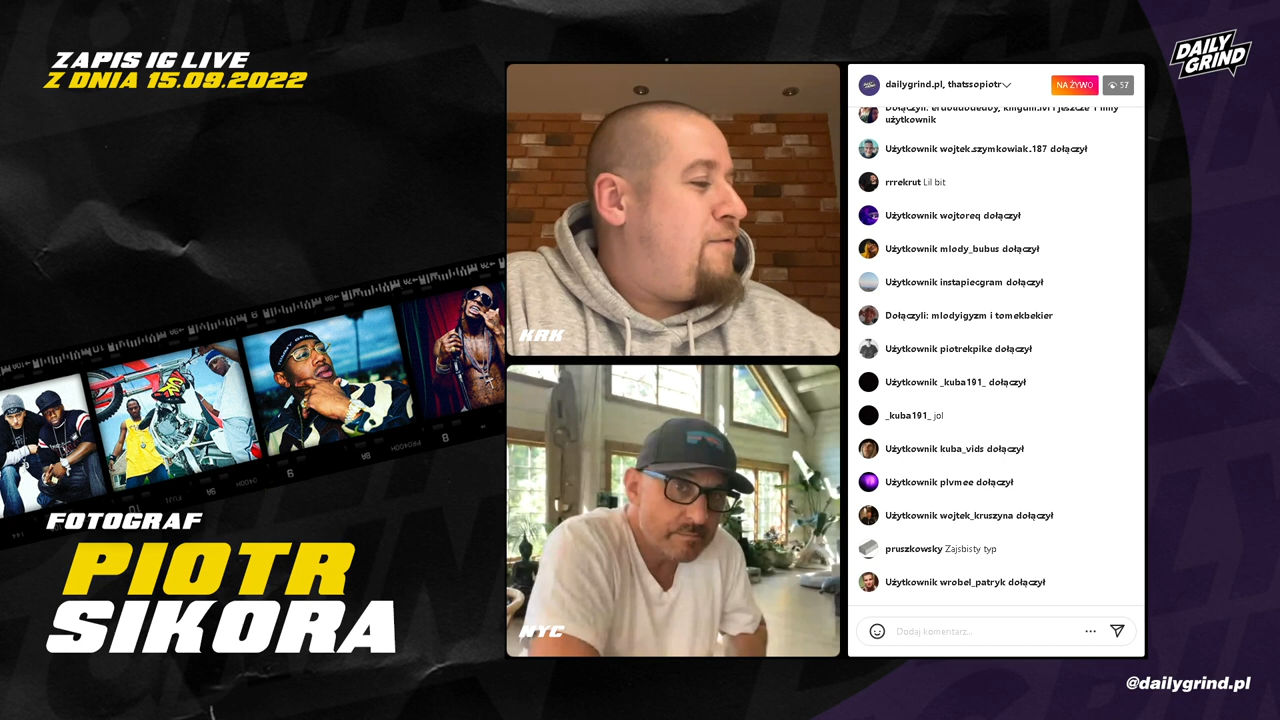 ZAPIS IG LIVE
Z DNIA 15.09.2022
DAILY
GRIND
FOTOGRAF
PIOTR
SIKORA
KRK
NYC
dailygrind.pl, thatssopiotr
NA ŻYWO
57
użytkownik
Użytkownik wojtek.szymkowiak.187 dołączył
rrrekrut Lil bit
Użytkownik wojtoreq dołączył
Użytkownik mlody_bubus dołączył
Użytkownik instapiecgram dołączył
Dołączyli: mlodyigyzm i tomekbekier
Użytkownik piotrekpike dołączył
Użytkownik _kuba191_ dołączył
_kuba191_ jol
Użytkownik kuba_vids dołączył
Użytkownik plvmee dołączył
Użytkownik wojtek_kruszyna dołączył
pruszkowsky Zajsbisty typ
Użytkownik wrobel_patryk dołączył
Dodaj komentarz...
@dailygrind.pl